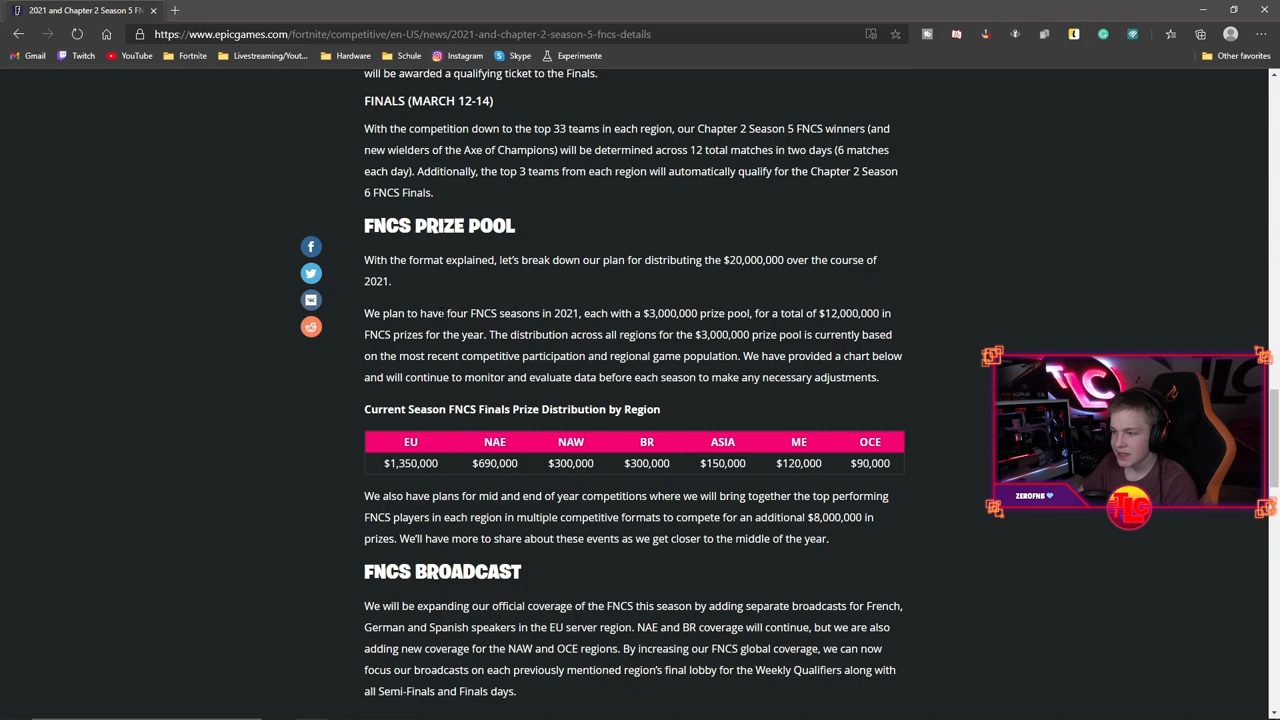 2021 and Chapter 2 Season 5 FN
https://www.epicgames.com/fortnite/competitive/en-US/news/2021-and-chapter-2-season-5-fncs-details
Gmail Twitch YouTube Fortnite Livestreaming/Yout... Hardware Schule Instagram Skype Experimente Other favorites
will be awarded a qualifying ticket to the Finals.
FINALS (MARCH 12-14)
With the competition down to the top 33 teams in each region, our Chapter 2 Season 5 FNCS winners (and
new wielders of the Axe of Champions) will be determined across 12 total matches in two days (6 matches
each day). Additionally, the top 3 teams from each region will automatically qualify for the Chapter 2 Season
6 FNCS Finals.
FNCS PRIZE POOL
With the format explained, let's break down our plan for distributing the $20,000,000 over the course of
2021.
We plan to have four FNCS seasons in 2021, each with a $3,000,000 prize pool, for a total of $12,000,000 in
FNCS prizes for the year. The distribution across all regions for the $3,000,000 prize pool is currently based
on the most recent competitive participation and regional game population. We have provided a chart below
and will continue to monitor and evaluate data before each season to make any necessary adjustments.
Current Season FNCS Finals Prize Distribution by Region
EU NAE NAW BR ASIA ME OCE
$1,350,000 $690,000 $300,000 $300,000 $150,000 $120,000 $90,000
We also have plans for mid and end of year competitions where we will bring together the top performing
FNCS players in each region in multiple competitive formats to compete for an additional $8,000,000 in
prizes. We'll have more to share about these events as we get closer to the middle of the year.
FNCS BROADCAST
We will be expanding our official coverage of the FNCS this season by adding separate broadcasts for French,
German and Spanish speakers in the EU server region. NAE and BR coverage will continue, but we are also
adding new coverage for the NAW and OCE regions. By increasing our FNCS global coverage, we can now
focus our broadcasts on each previously mentioned region's final lobby for the Weekly Qualifiers along with
all Semi-Finals and Finals days.
TLC
ZEROFNB
TLC